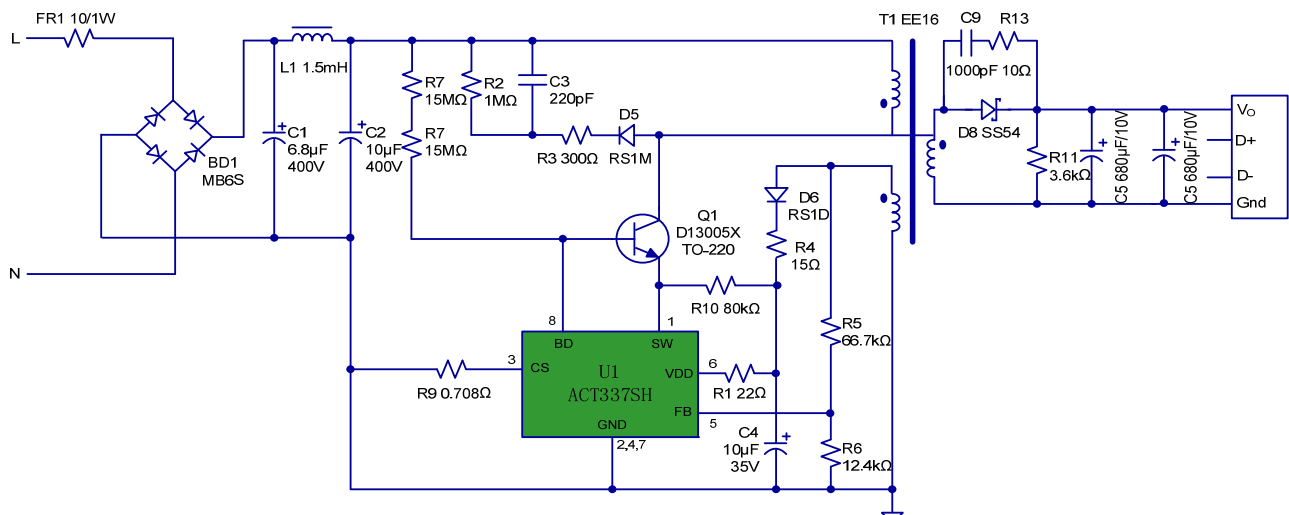 FR1 10/1W
L
L1 1.5mH
BD1
MB6S
N
C1
6.8µF
400V
C2
10µF
400V
R7
15MΩ
R7
15MΩ
R2
1MΩ
C3
220pF
R3 300Ω
D5
RS1M
Q1
D13005X
TO-220
R10 80kΩ
D6
RS1D
R4
15Ω
R5
66.7kΩ
R6
12.4kΩ
R9 0.708Ω
8
BD
1
SW
3
CS
U1
ACT337SH
VDD
6
FB
5
GND
2,4,7
R1 22Ω
C4
10µF
35V
T1 EE16
C9
R13
1000pF 10Ω
D8 SS54
R11
3.6kΩ
C5 680µF/10V
C5 680µF/10V
VO
D+
D-
Gnd